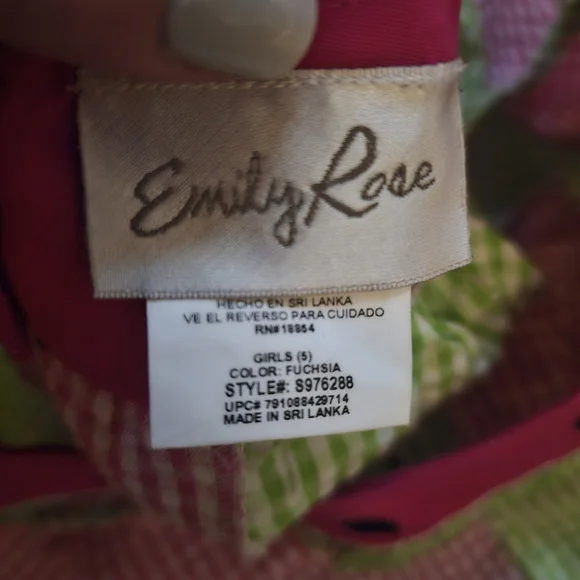 Emily Rose
HECHO EN SRI LANKA
VE EL REVERSO PARA CUIDADO
RN#18854
GIRLS (5)
COLOR: FUCHSIA
STYLE#: S976288
UPC# 791088429714
MADE IN SRI LANKA